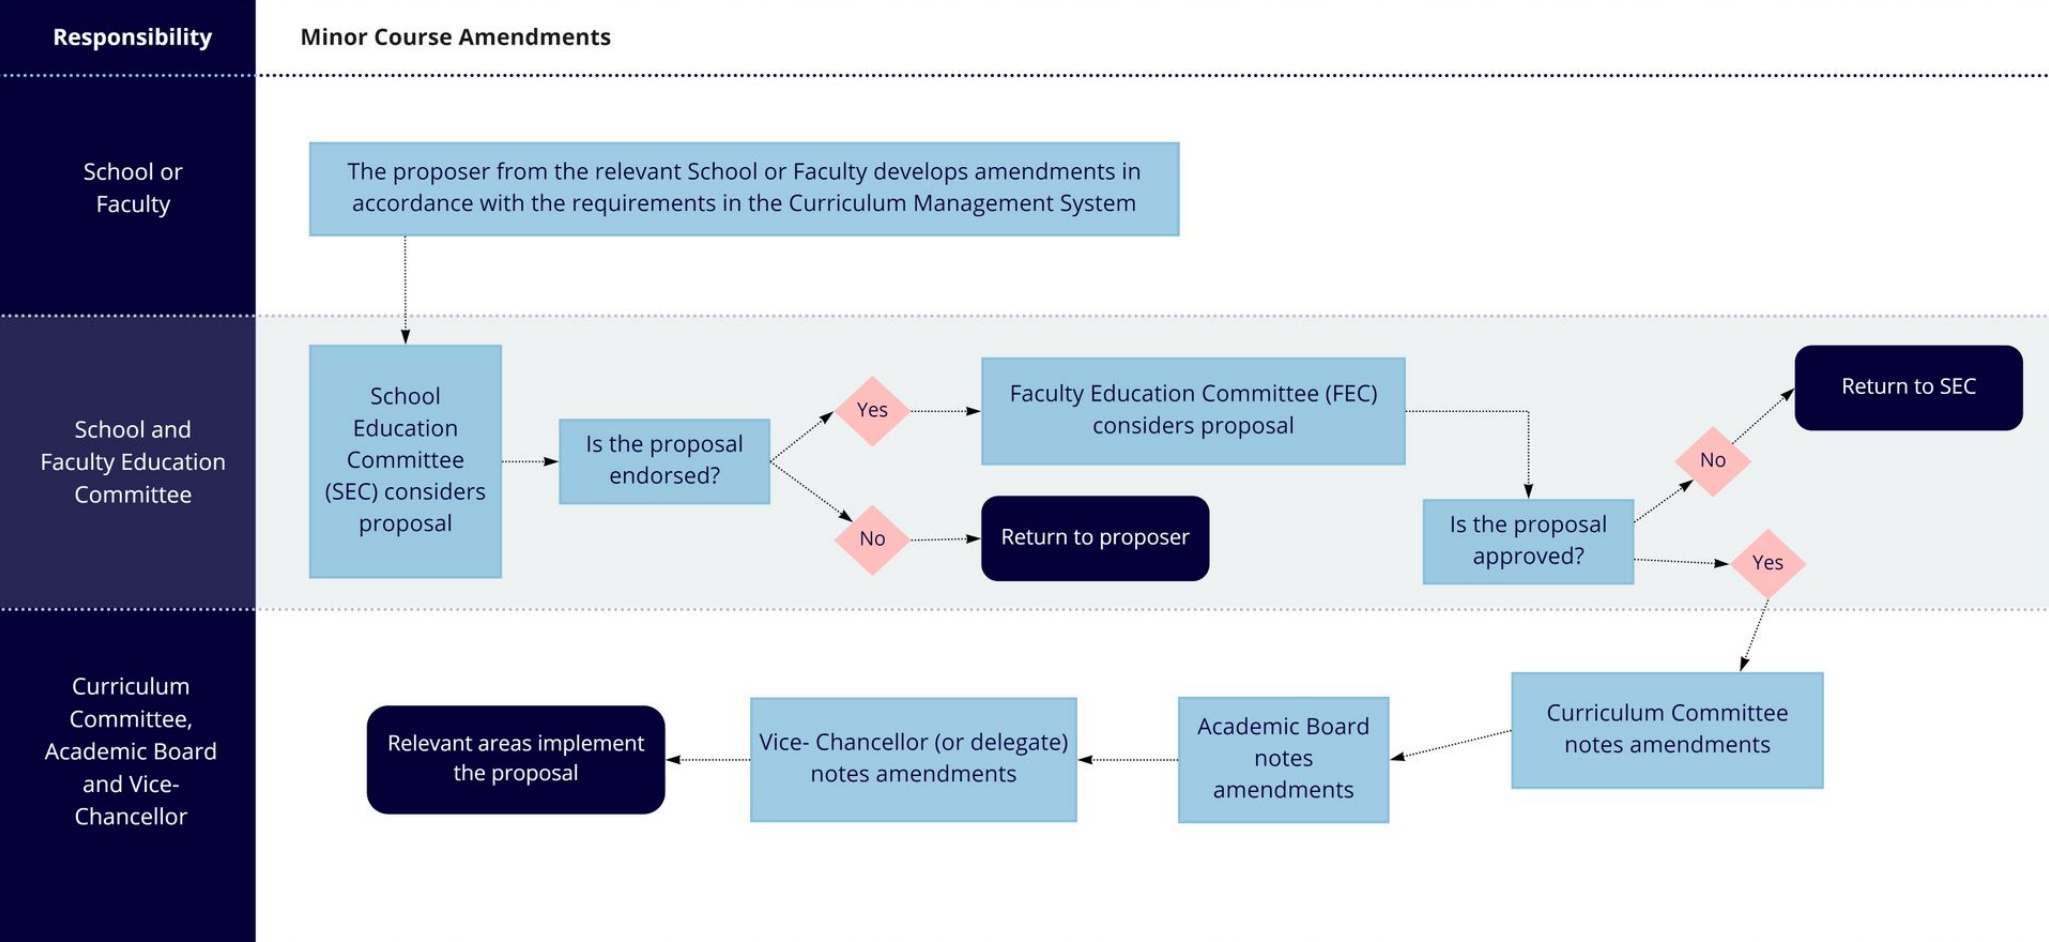 Responsibility
Minor Course Amendments
School or
Faculty
The proposer from the relevant School or Faculty develops amendments in
accordance with the requirements in the Curriculum Management System
School and
Faculty Education
Committee
School
Education
Committee
(SEC) considers
proposal
Is the proposal
endorsed?
Yes
Faculty Education Committee (FEC)
considers proposal
No
Return to proposer
Is the proposal
approved?
No
Return to SEC
Yes
Curriculum
Committee,
Academic Board
and Vice-
Chancellor
Curriculum Committee
notes amendments
Academic Board
notes
amendments
Vice- Chancellor (or delegate)
notes amendments
Relevant areas implement
the proposal